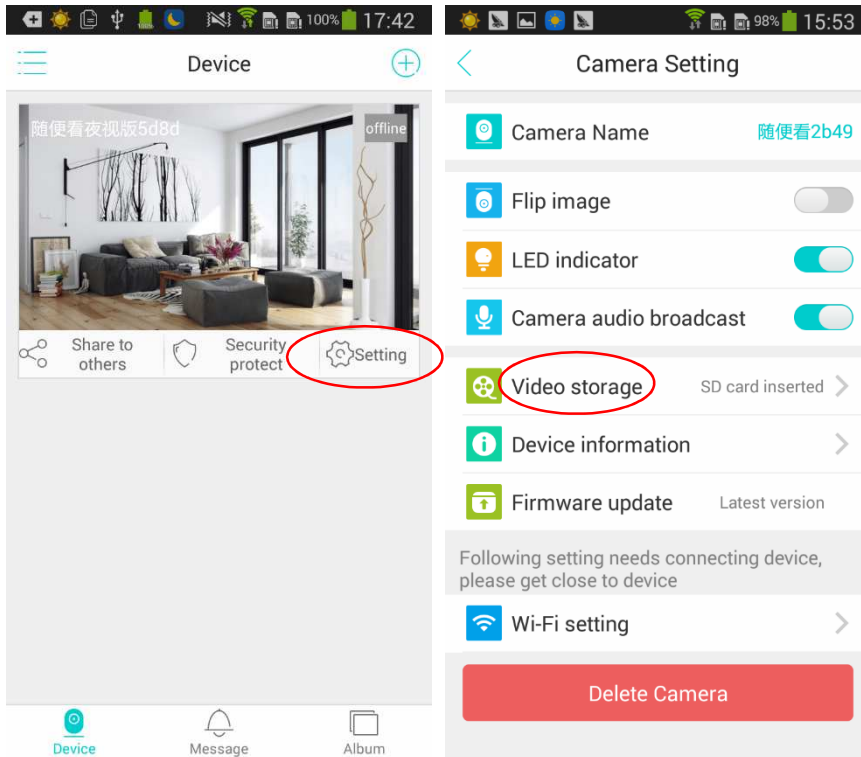 100% 17:42
Device
随便看夜视版5d8d
offline
Share to
others
Security
protect
Setting
Device
Message
Album
98% 15:53
Camera Setting
Camera Name 随便看2b49
Flip image
LED indicator
Camera audio broadcast
Video storage SD card inserted
Device information
Firmware update Latest version
Following setting needs connecting device,
please get close to device
Wi-Fi setting
Delete Camera